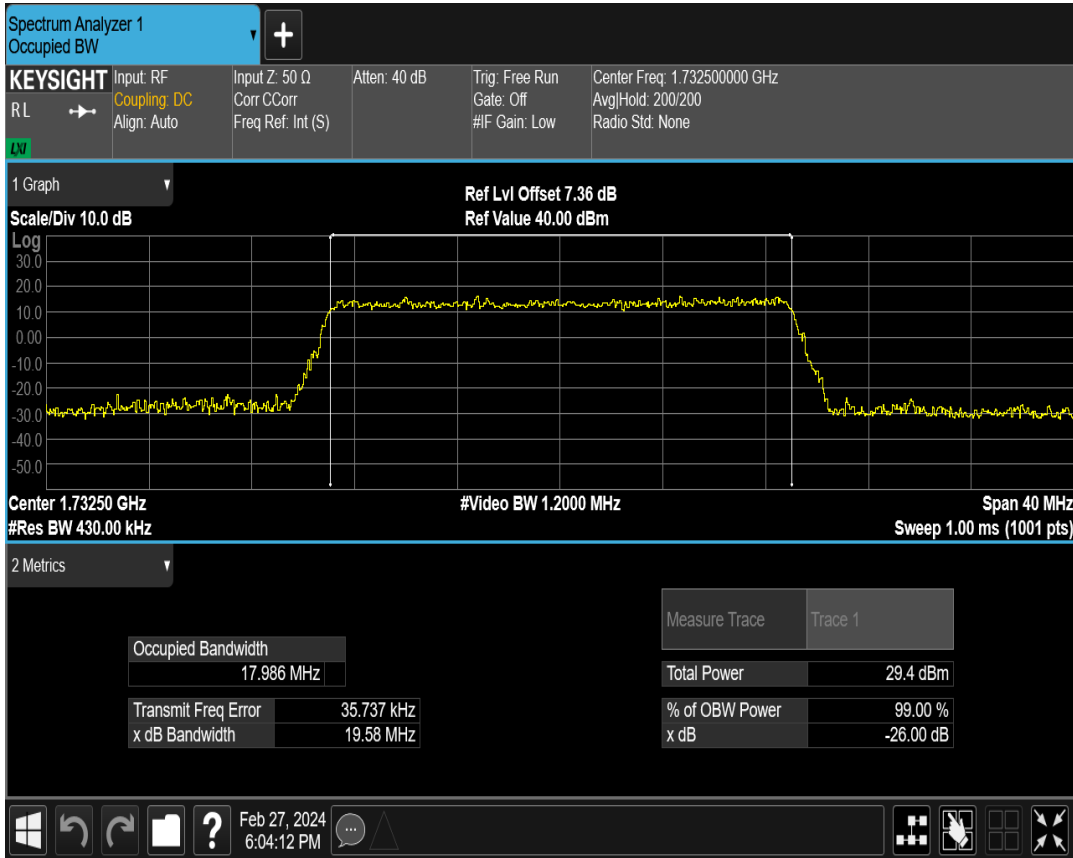 Spectrum Analyzer 1
Occupied BW
+
KEYSIGHT
RL
LXI
Input: RF
Coupling: DC
Align: Auto
Input Z: 50 Ω
Corr CCorr
Freq Ref: Int (S)
Atten: 40 dB
Trig: Free Run
Gate: Off
#IF Gain: Low
Center Freq: 1.732500000 GHz
Avg|Hold: 200/200
Radio Std: None
1 Graph
Ref Lvl Offset 7.36 dB
Scale/Div 10.0 dB
Ref Value 40.00 dBm
Log
30.0
20.0
10.0
0.00
-10.0
-20.0
-30.0
-40.0
-50.0
Center 1.73250 GHz
#Video BW 1.2000 MHz
Span 40 MHz
#Res BW 430.00 kHz
Sweep 1.00 ms (1001 pts)
2 Metrics
Measure Trace Trace 1
Occupied Bandwidth
17.986 MHz
Total Power 29.4 dBm
Transmit Freq Error 35.737 kHz
% of OBW Power 99.00 %
x dB Bandwidth 19.58 MHz
x dB -26.00 dB
?
Feb 27, 2024
6:04:12 PM